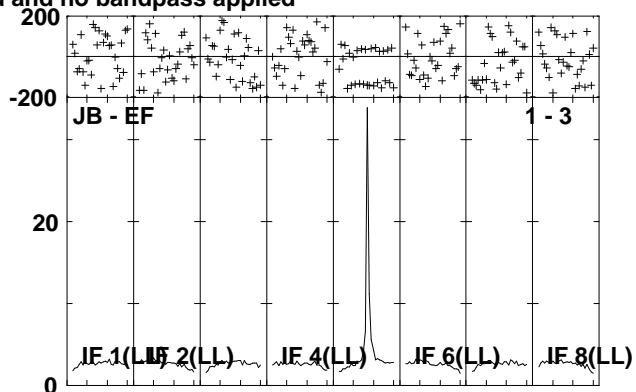 and no bandpass applied
200
-200
JB - EF 1 - 3
20
0
IF 1(LL) IF 2(LL) IF 4(LL) IF 6(LL) IF 8(LL)